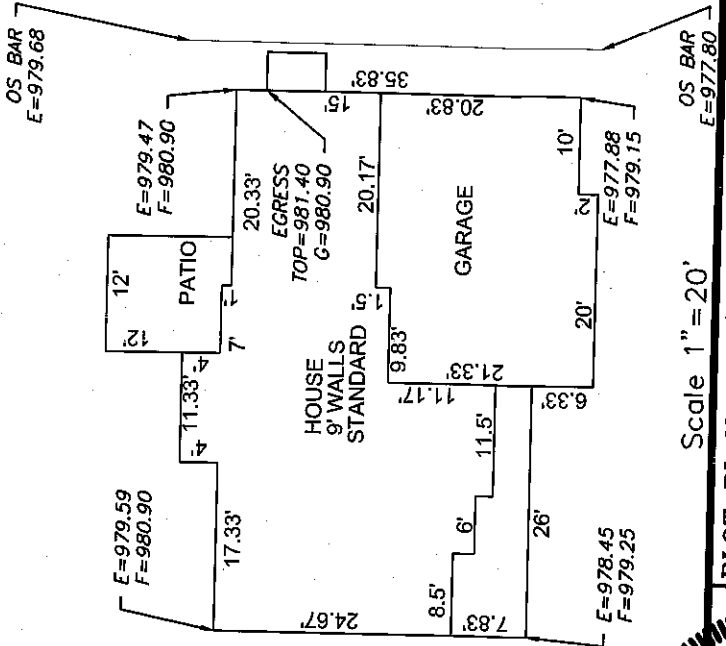 OS BAR
E=979.68
E=979.47
F=980.90
E=979.59
F=980.90
12'
12'
PATIO
4'
11.33'
4'
7'
1'
20.33'
17.33'
EGRESS
TOP=981.40
G=980.90
15'
35.83'
HOUSE
9' WALLS
STANDARD
1.5'
20.17'
20.83'
GARAGE
9.83'
24.67'
11.17'
21.33'
10'
2'
8.5'
6'
11.5'
20'
6.33'
7.83'
26'
E=978.45
F=979.25
E=977.88
F=979.15
OS BAR
E=977.80
Scale 1"=20'